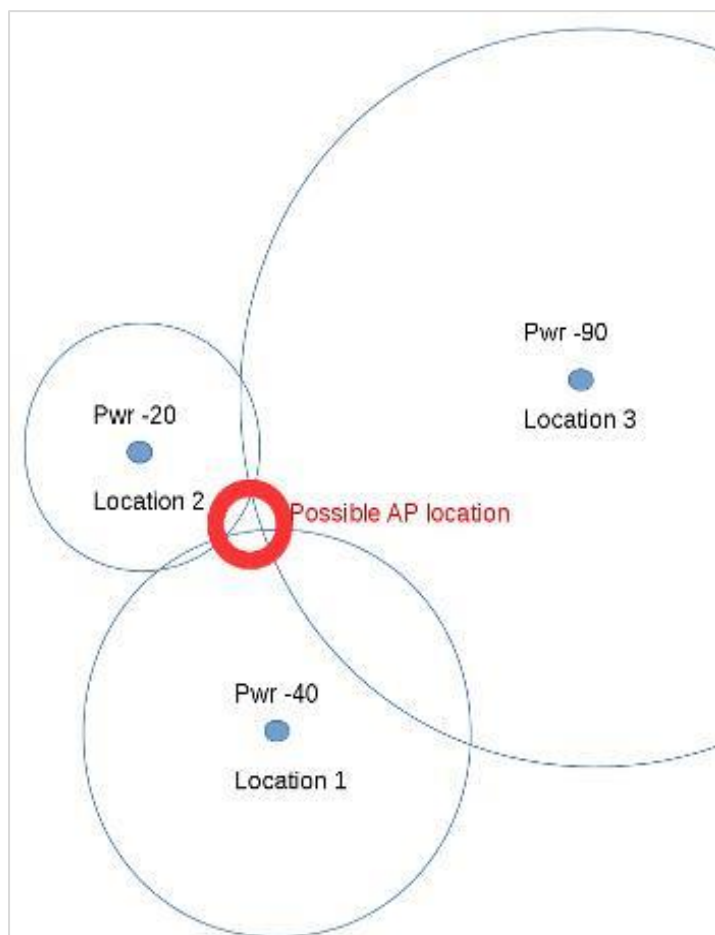 Pwr -90
Location 3
Pwr -20
Location 2
Possible AP location
Pwr -40
Location 1